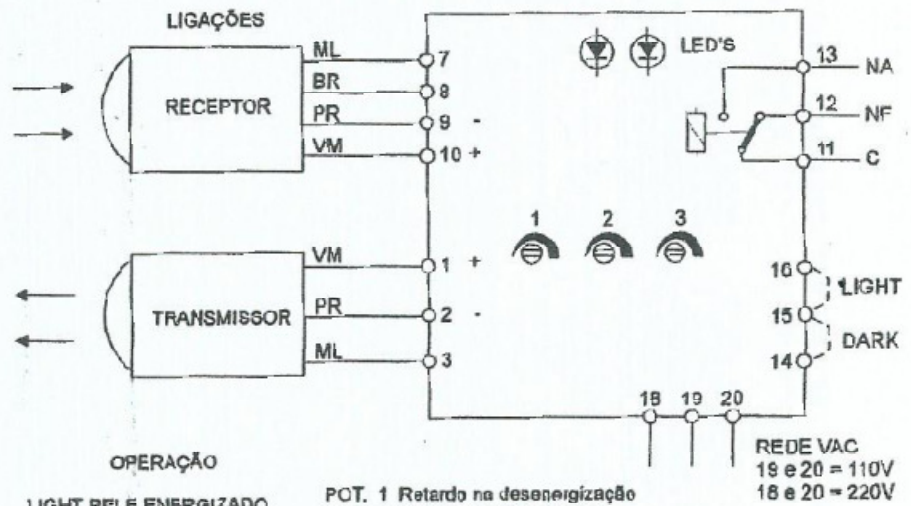 LIGAÇÕES
RECEPTOR
ML
BR
PR
VM
7
8
9 -
10 +
LED'S
13 NA
12 NF
11 C
1 2 3
TRANSMISSOR
VM
PR
ML
1 +
2 -
3
16
15
14
*LIGHT
DARK
18 19 20
REDE VAC
19 e 20 = 110V
18 e 20 = 220V
OPERAÇÃO
LIGHT RELE ENERGIZADO
POT. 1 Retardo na desenergização